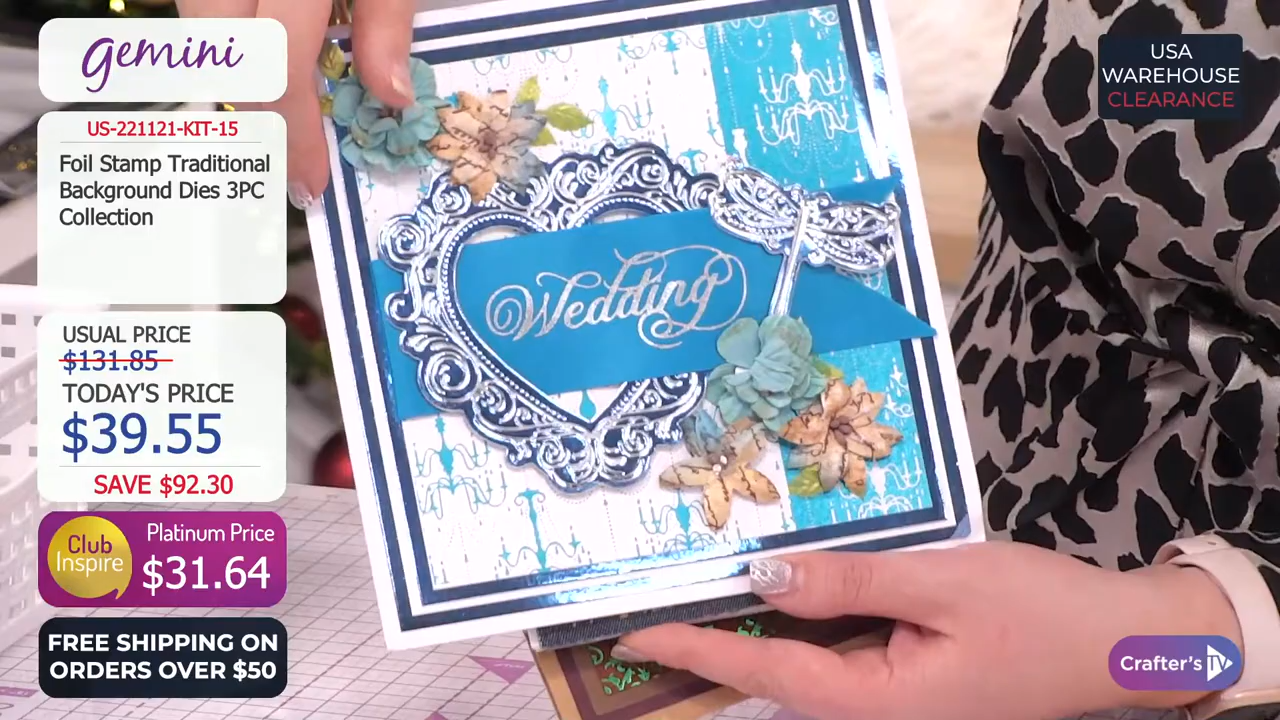 gemini
US-221121-KIT-15
Foil Stamp Traditional
Background Dies 3PC
Collection
USUAL PRICE
$131.85
TODAY'S PRICE
$39.55
SAVE $92.30
Club
Inspire
Platinum Price
$31.64
FREE SHIPPING ON
ORDERS OVER $50
Wedding
USA
WAREHOUSE
CLEARANCE
Crafter's TV